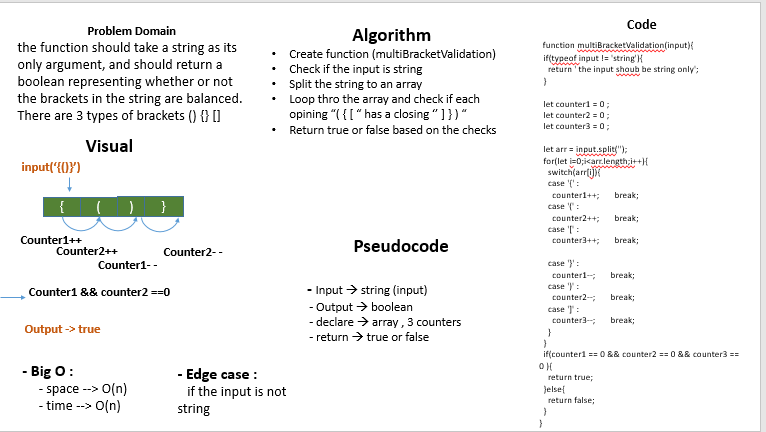 Problem Domain
the function should take a string as its
only argument, and should return a
boolean representing whether or not
the brackets in the string are balanced.
There are 3 types of brackets () {} []
Visual
input('{()}')
{ ( ) }
Counter1++
Counter2++
Counter2- -
Counter1- -
Counter1 && counter2 ==0
Output -> true
- Big O :
- space --> O(n)
- time --> O(n)
- Edge case :
if the input is not
string
Algorithm
• Create function (multiBracketValidation)
• Check if the input is string
• Split the string to an array
• Loop thro the array and check if each
opining "( { [ " has a closing " ] } ) "
• Return true or false based on the checks
Pseudocode
- Input → string (input)
- Output → boolean
- declare → array , 3 counters
- return → true or false
Code
function multiBracketValidation(input){
if(typeof input != 'string'){
return ' the input shoub be string only';
}
let counter1 = 0 ;
let counter2 = 0 ;
let counter3 = 0 ;
let arr = input.split('');
for(let i=0;i<arr.length;i++){
switch(arr[i]){
case '{' :
counter1++; break;
case '(' :
counter2++; break;
case '[' :
counter3++; break;
case '}' :
counter1--; break;
case ')' :
counter2--; break;
case ']' :
counter3--; break;
}
}
if(counter1 == 0 && counter2 == 0 && counter3 ==
0 ){
return true;
}else{
return false;
}
}